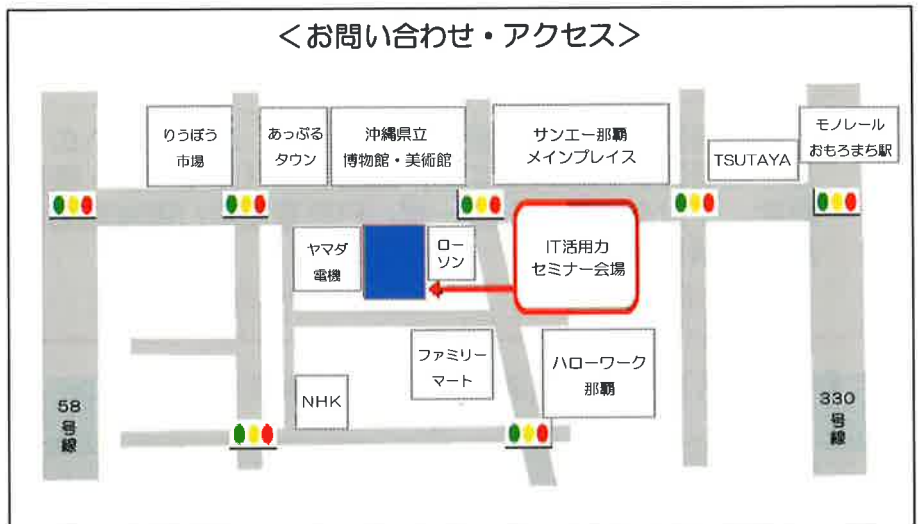 <お問い合わせ・アクセス>
りうぼう
市場
あっぷる
タウン
沖縄県立
博物館・美術館
サンエー那覇
メインプレイス
TSUTAYA
モノレール
おもろまち駅
ヤマダ
電機
ロー
ソン
IT活用力
セミナー会場
ファミリー
マート
ハローワーク
那覇
NHK
58
号
線
330
号
線